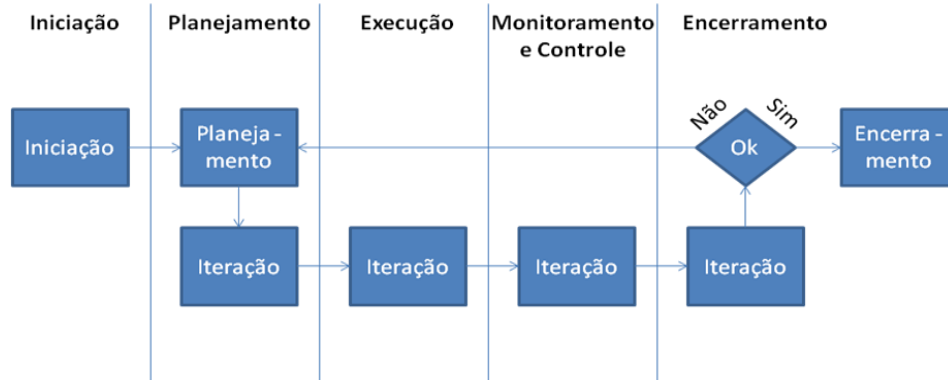 Iniciação
Planejamento
Execução
Monitoramento
e Controle
Encerramento
Iniciação
Planeja -
mento
Não
Sim
Ok
Encerra -
mento
Iteração
Iteração
Iteração
Iteração